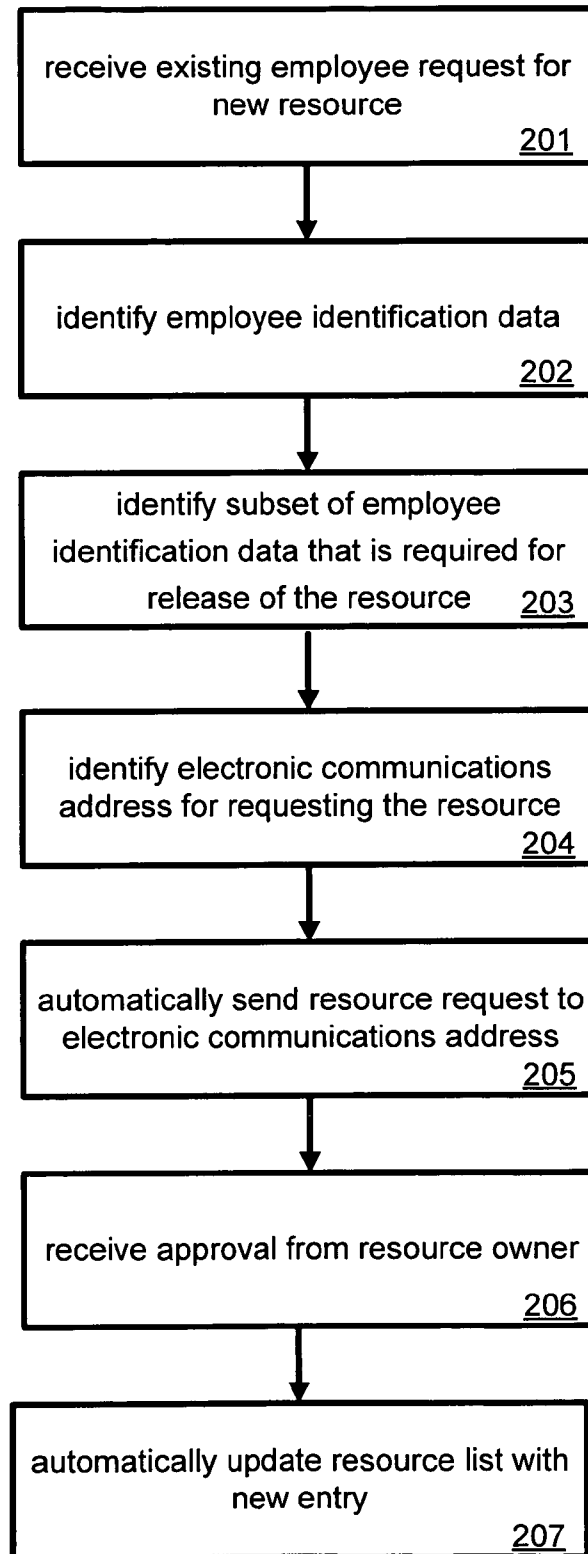 receive existing employee request for
new resource
201
identify employee identification data
202
identify subset of employee
identification data that is required for
release of the resource 203
identify electronic communications
address for requesting the resource
204
automatically send resource request to
electronic communications address
205
receive approval from resource owner
206
automatically update resource list with
new entry
207